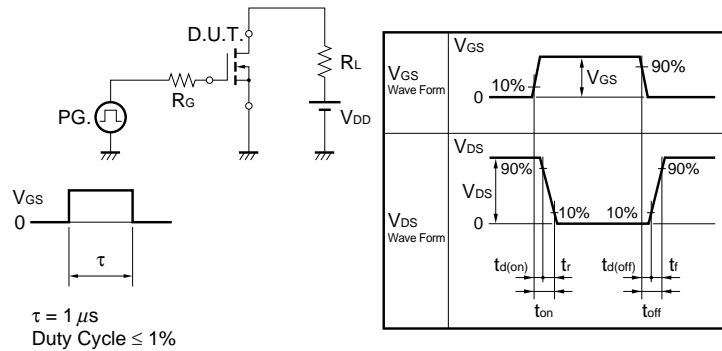 D.U.T.
RL
RG
PG.
VDD
VGS
0
τ
τ = 1 μs
Duty Cycle ≤ 1%
VGS
Wave Form
VGS
10%
VGS
90%
0
VDS
Wave Form
VDS
90%
VDS
90%
10%
10%
0
td(on)
tr
td(off)
tf
ton
toff